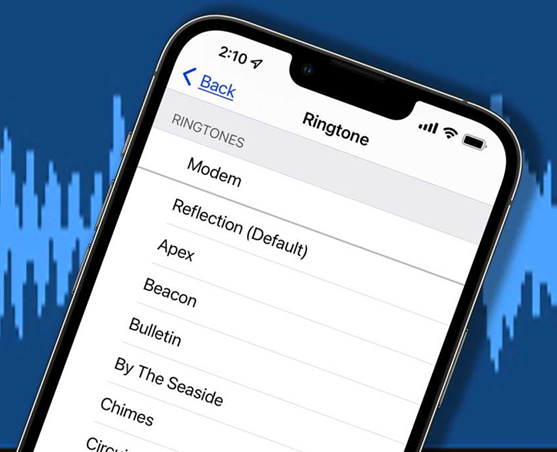 2:10
Back
Ringtone
RINGTONES
Modem
Reflection (Default)
Apex
Beacon
Bulletin
By The Seaside
Chimes